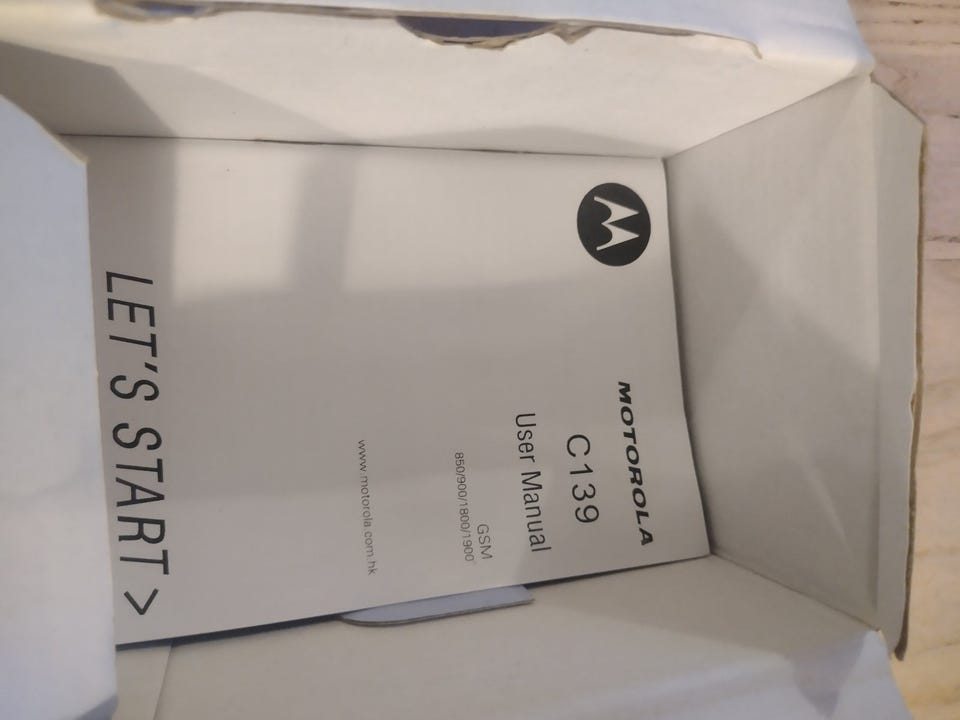 MOTOROLA
C139
User Manual
GSM
850/900/1800/1900
www.motorola.com.hk
LET'S START >